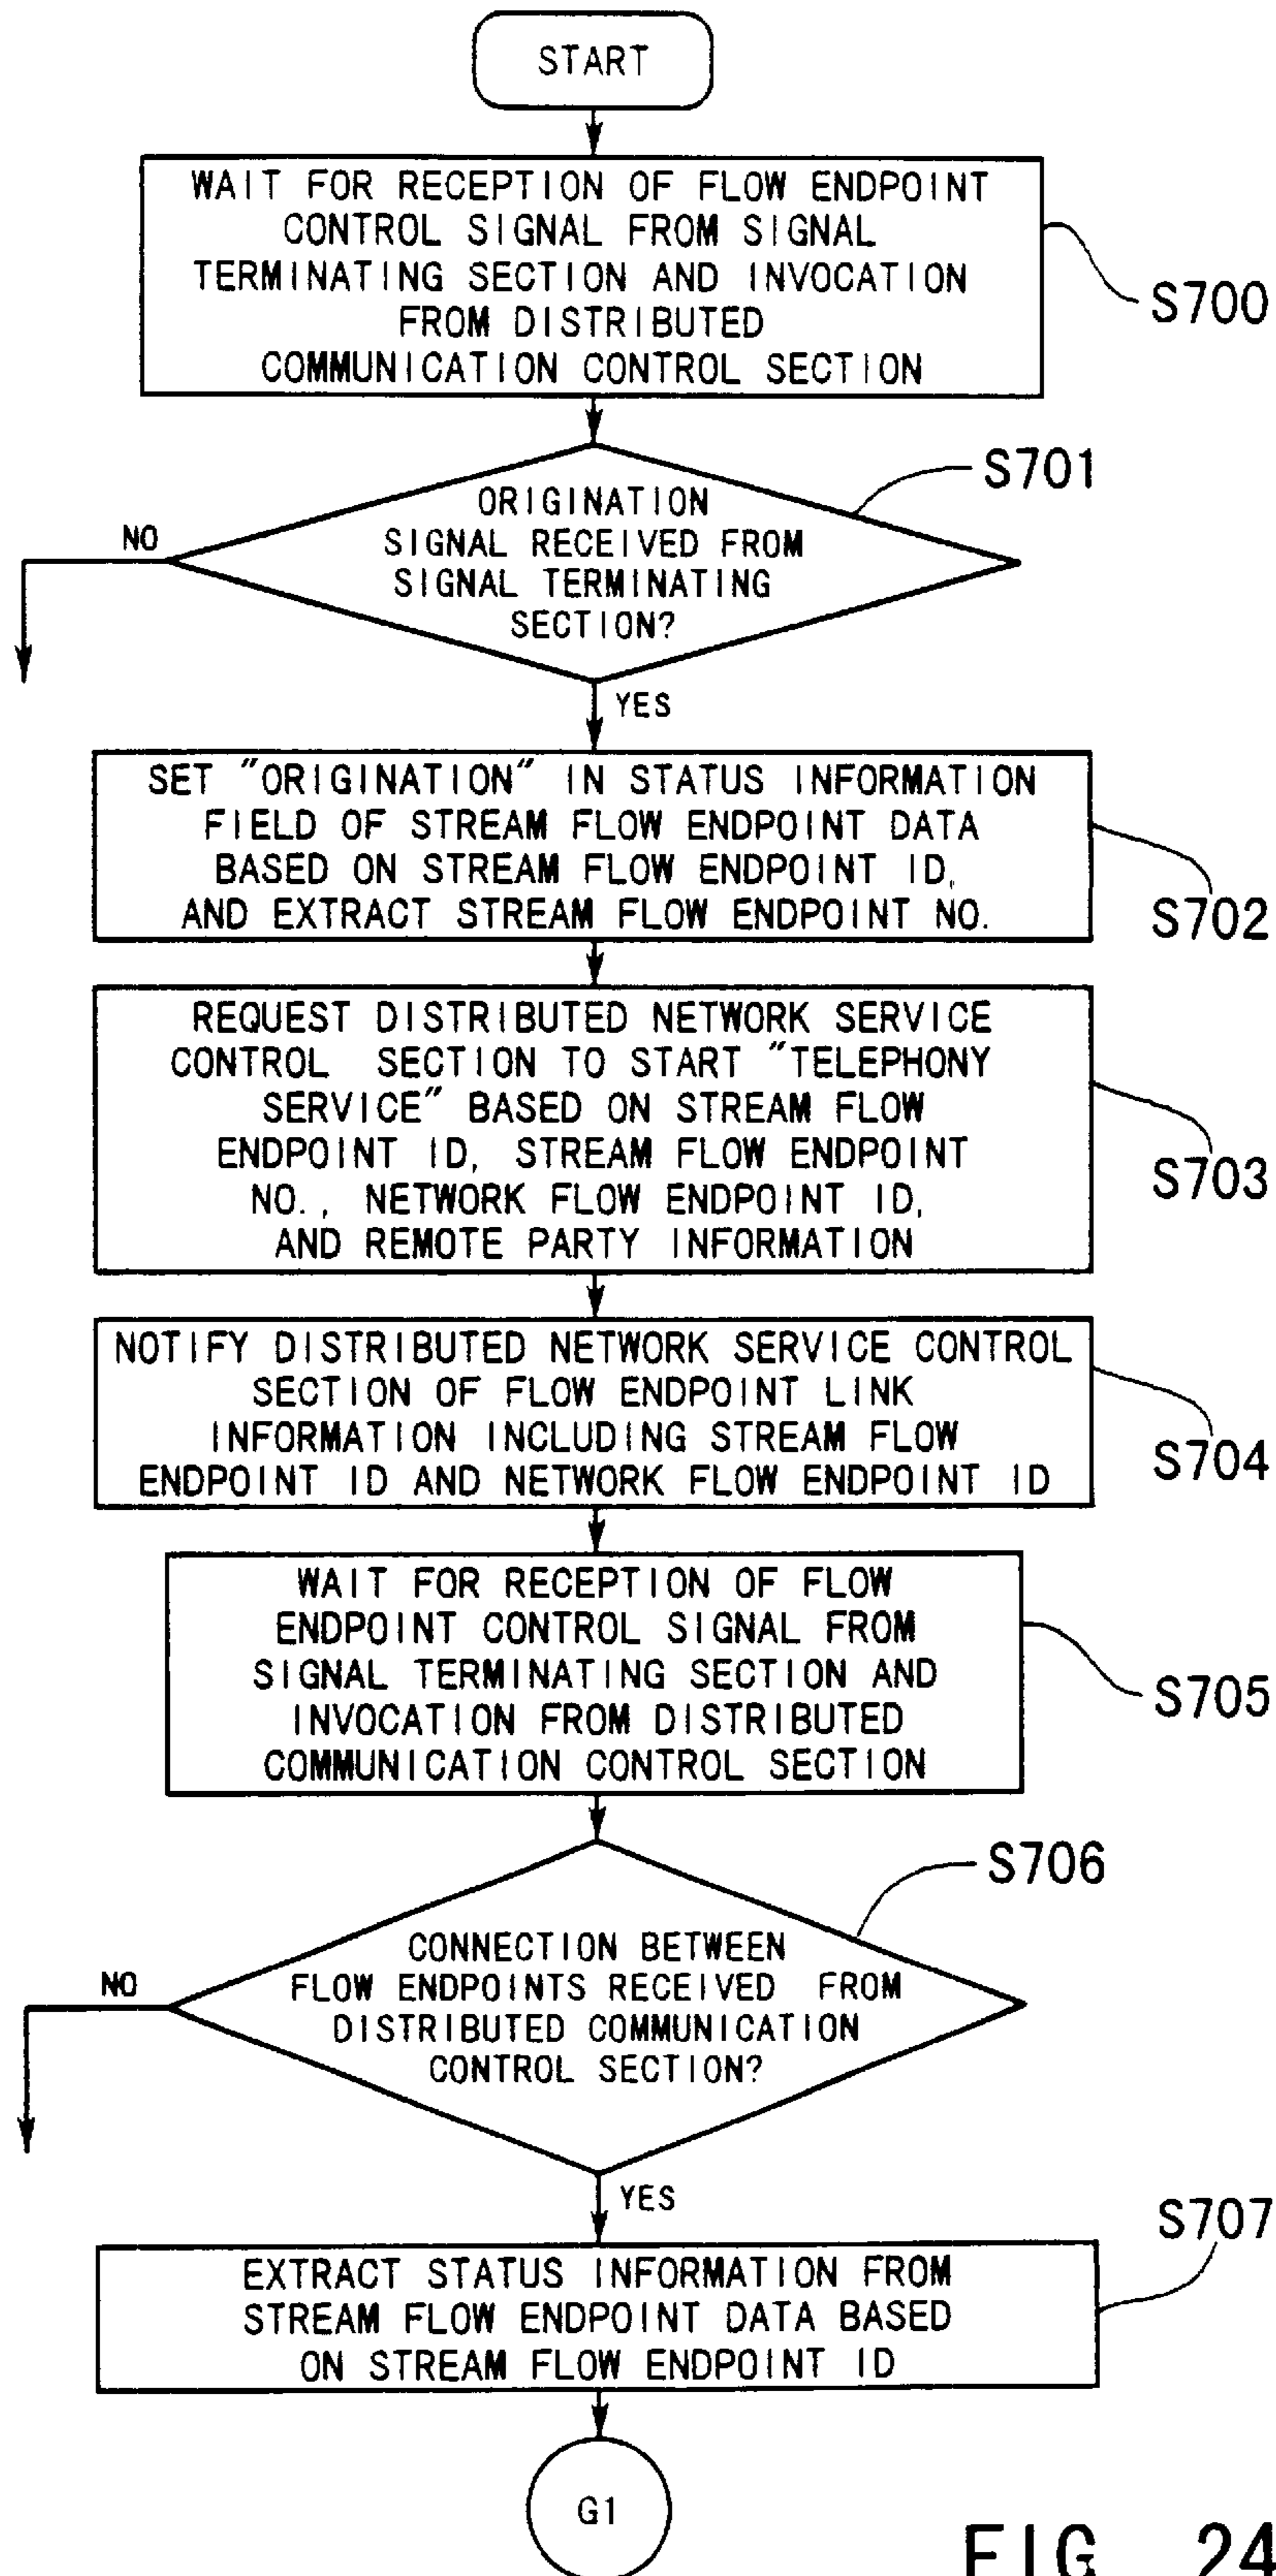 START
WAIT FOR RECEPTION OF FLOW ENDPOINT
CONTROL SIGNAL FROM SIGNAL
TERMINATING SECTION AND INVOCATION
FROM DISTRIBUTED
COMMUNICATION CONTROL SECTION
S700
S701
ORIGINATION
SIGNAL RECEIVED FROM
SIGNAL TERMINATING
SECTION?
NO
YES
SET "ORIGINATION" IN STATUS INFORMATION
FIELD OF STREAM FLOW ENDPOINT DATA
BASED ON STREAM FLOW ENDPOINT ID,
AND EXTRACT STREAM FLOW ENDPOINT NO.
S702
REQUEST DISTRIBUTED NETWORK SERVICE
CONTROL SECTION TO START "TELEPHONY
SERVICE" BASED ON STREAM FLOW
ENDPOINT ID, STREAM FLOW ENDPOINT
NO., NETWORK FLOW ENDPOINT ID,
AND REMOTE PARTY INFORMATION
S703
NOTIFY DISTRIBUTED NETWORK SERVICE CONTROL
SECTION OF FLOW ENDPOINT LINK
INFORMATION INCLUDING STREAM FLOW
ENDPOINT ID AND NETWORK FLOW ENDPOINT ID
S704
WAIT FOR RECEPTION OF FLOW
ENDPOINT CONTROL SIGNAL FROM
SIGNAL TERMINATING SECTION AND
INVOCATION FROM DISTRIBUTED
COMMUNICATION CONTROL SECTION
S705
S706
CONNECTION BETWEEN
FLOW ENDPOINTS RECEIVED FROM
DISTRIBUTED COMMUNICATION
CONTROL SECTION?
NO
YES
S707
EXTRACT STATUS INFORMATION FROM
STREAM FLOW ENDPOINT DATA BASED
ON STREAM FLOW ENDPOINT ID
G1
FIG. 24